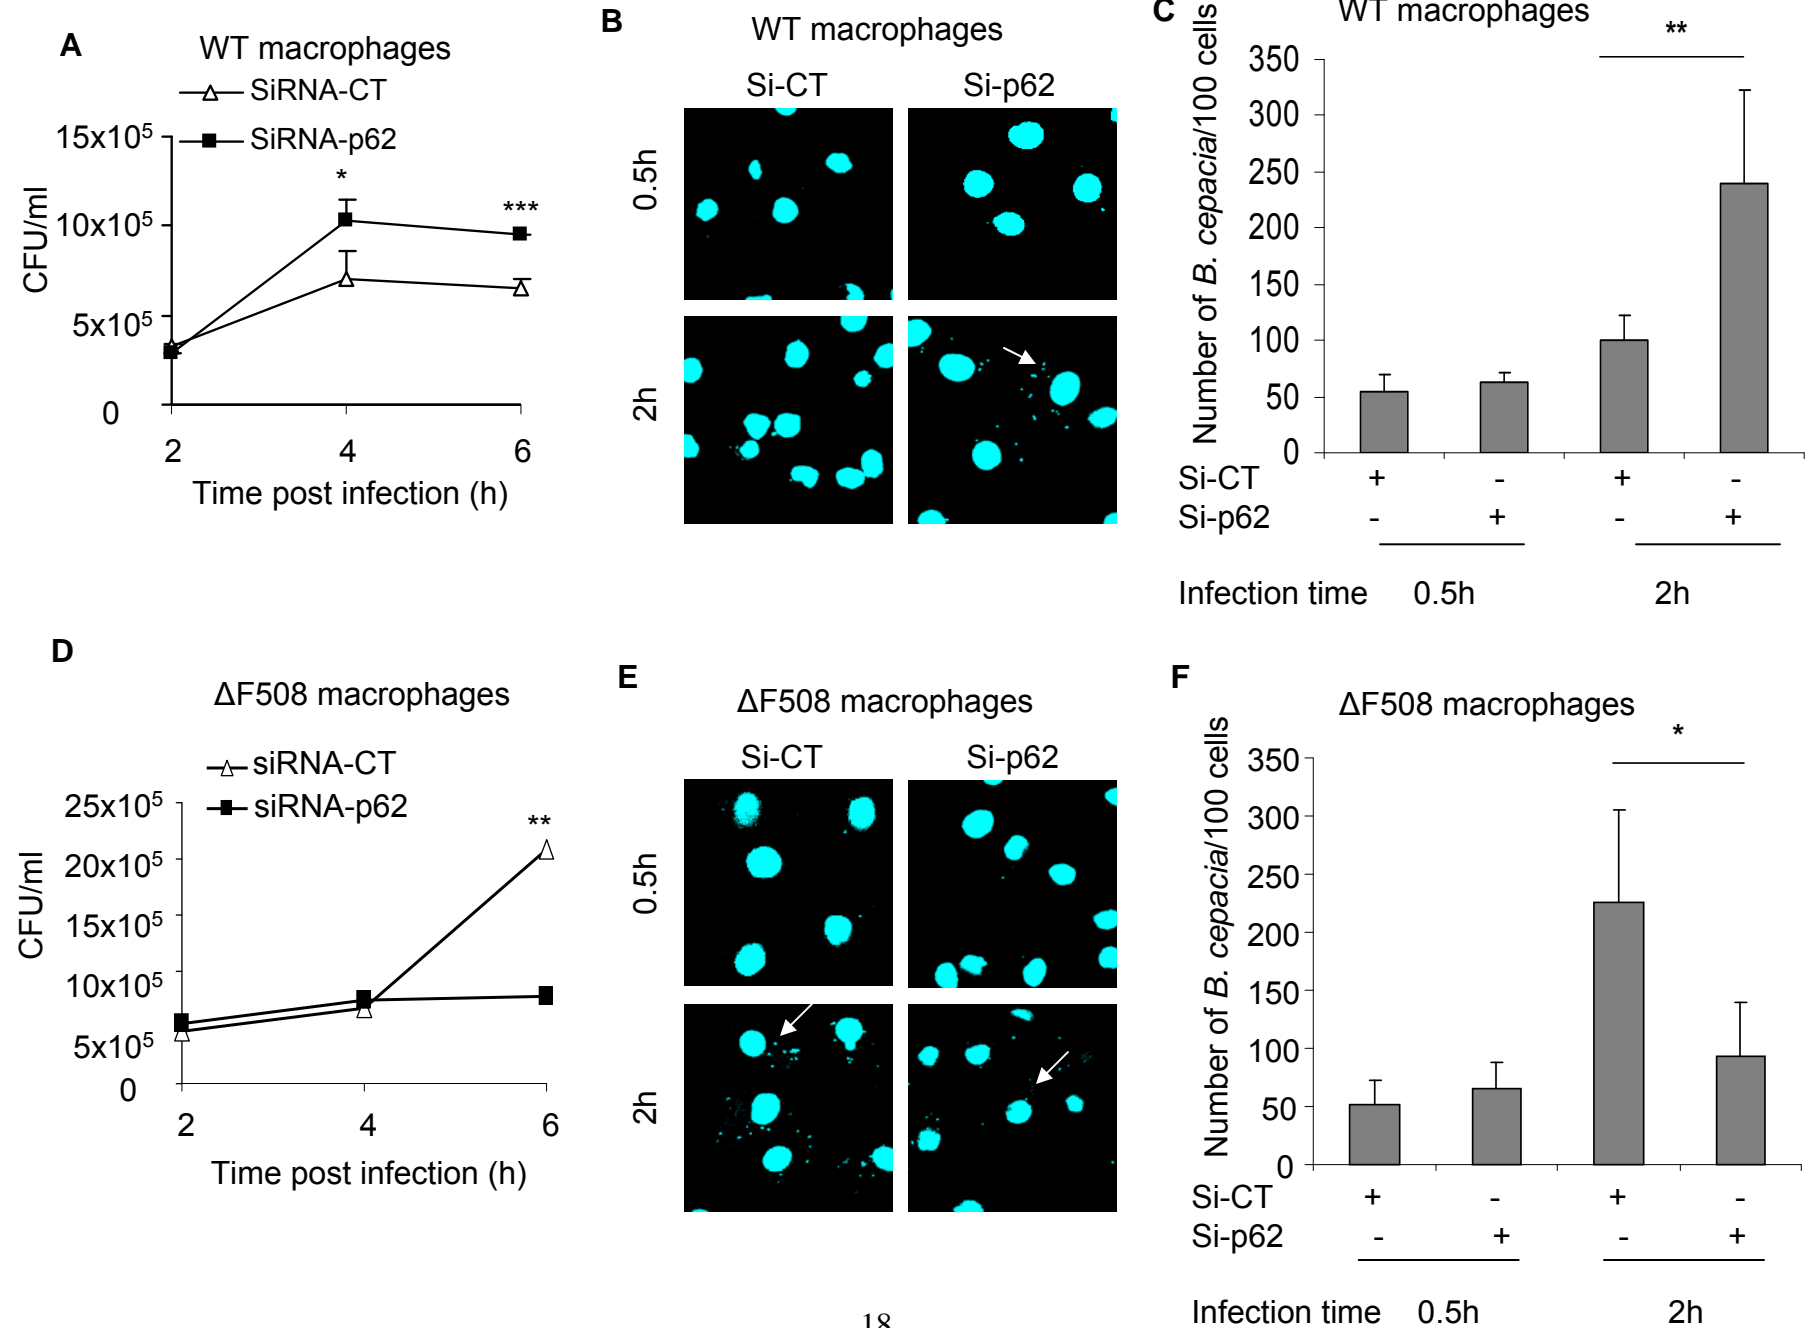 A
WT macrophages
SiRNA-CT
SiRNA-p62
15x10⁵
10x10⁵
5x10⁵
0
*
***
CFU/ml
2 4 6
Time post infection (h)
B
WT macrophages
Si-CT Si-p62
0.5h
2h
C
WT macrophages
**
Number of B. cepacia/100 cells
350
300
250
200
150
100
50
0
Si-CT + - + -
Si-p62 - + - +
Infection time 0.5h 2h
D
ΔF508 macrophages
siRNA-CT
siRNA-p62
25x10⁵
20x10⁵
15x10⁵
10x10⁵
5x10⁵
0
**
CFU/ml
2 4 6
Time post infection (h)
E
ΔF508 macrophages
Si-CT Si-p62
0.5h
2h
F
ΔF508 macrophages
*
Number of B. cepacia/100 cells
350
300
250
200
150
100
50
0
Si-CT + - + -
Si-p62 - + - +
Infection time 0.5h 2h
18